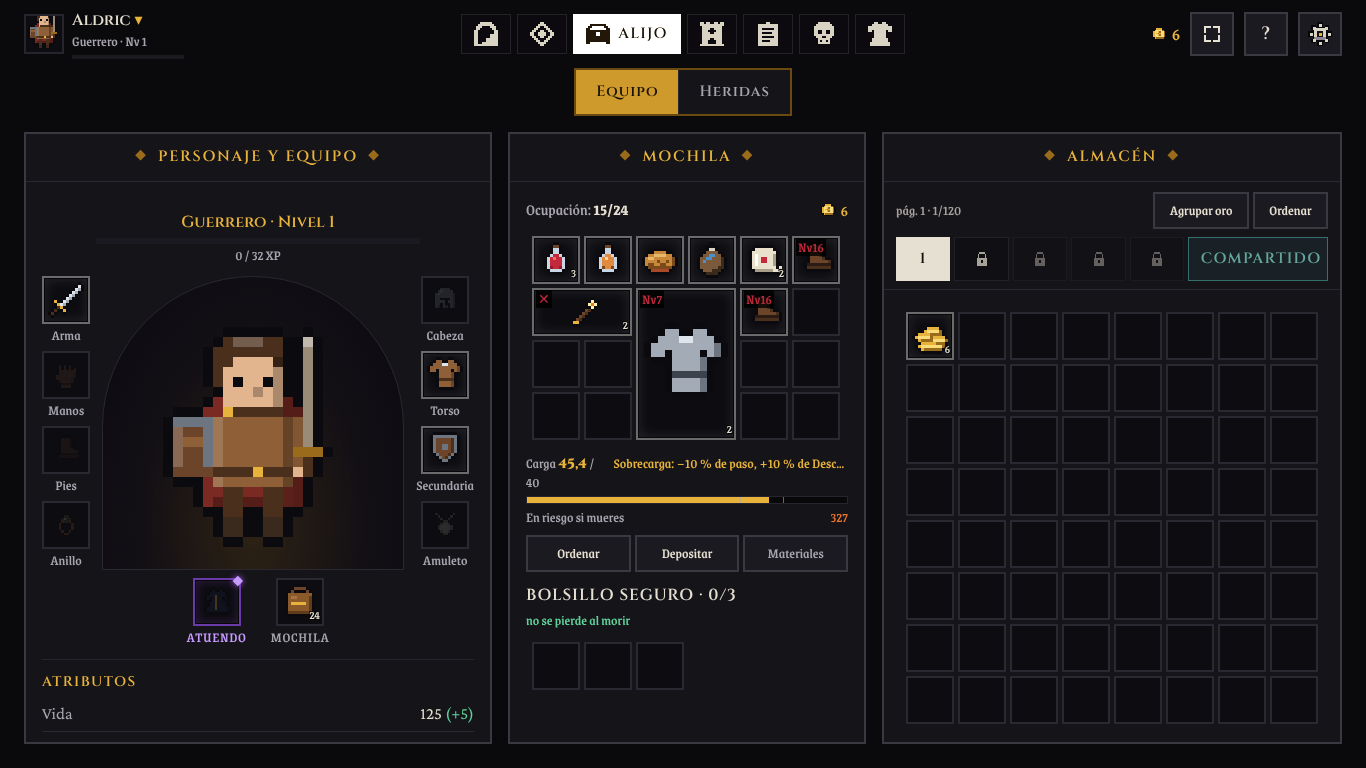 ALDRIC ▼
Guerrero · Nv 1
ALIJO
6
?
EQUIPO
HERIDAS
◆ PERSONAJE Y EQUIPO ◆
GUERRERO · NIVEL 1
0 / 32 XP
Arma
Manos
Pies
Anillo
Cabeza
Torso
Secundaria
Amuleto
24
ATUENDO
MOCHILA
ATRIBUTOS
Vida
125 (+5)
◆ MOCHILA ◆
Ocupación: 15/24
6
3
2
Nv16
✕
2
Nv7
2
Nv16
Carga 45,4 / 40
Sobrecarga: −10 % de paso, +10 % de Desc...
En riesgo si mueres
327
Ordenar
Depositar
Materiales
BOLSILLO SEGURO · 0/3
no se pierde al morir
◆ ALMACÉN ◆
pág. 1 · 1/120
Agrupar oro
Ordenar
1
COMPARTIDO
6